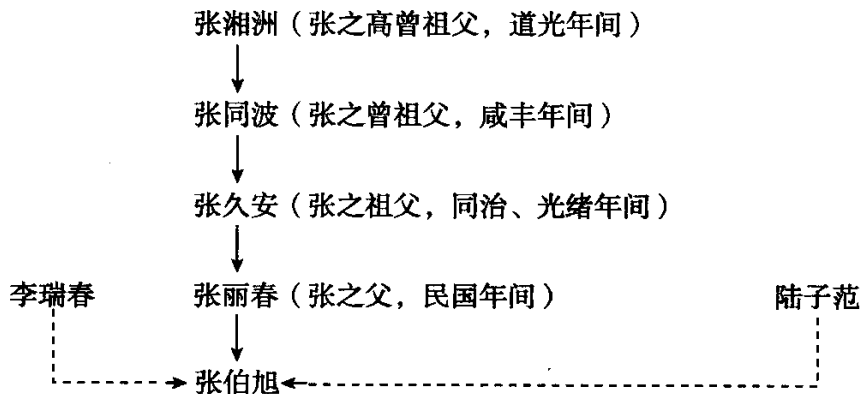 张湘洲（张之高曾祖父，道光年间）
张同波（张之曾祖父，咸丰年间）
张久安（张之祖父，同治、光绪年间）
李瑞春 张丽春（张之父，民国年间） 陆子范
张伯旭